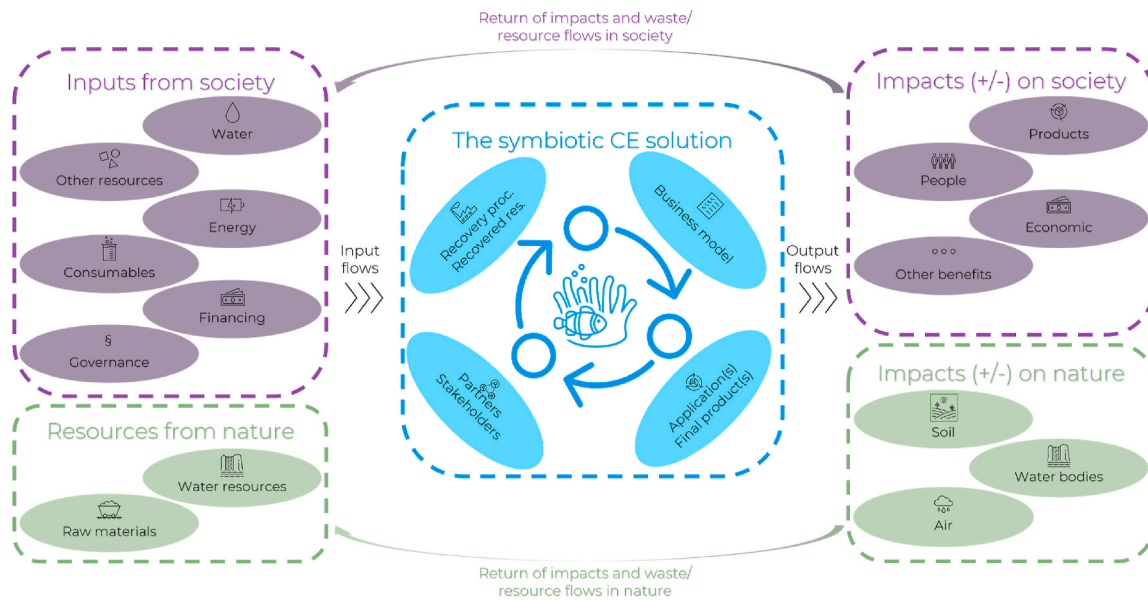 Return of impacts and waste/
resource flows in society
Inputs from society
Water
Other resources
Energy
Consumables
Financing
§
Governance
Resources from nature
Water resources
Raw materials
Input
flows
The symbiotic CE solution
Recovery proc.
Recovered res.
Business model
Partners
Stakeholders
Application(s)
Final product(s)
Output
flows
Impacts (+/-) on society
Products
People
Economic
Other benefits
Impacts (+/-) on nature
Soil
Water bodies
Air
Return of impacts and waste/
resource flows in nature